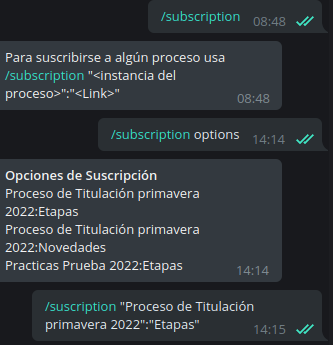 /subscription 08:48
Para suscribirse a algún proceso usa
/subscription "<instancia del
proceso>":"<Link>"
08:48
/subscription options 14:14
Opciones de Suscripción
Proceso de Titulación primavera
2022:Etapas
Proceso de Titulación primavera
2022:Novedades
Practicas Prueba 2022:Etapas
14:14
/suscription "Proceso de Titulación
primavera 2022":"Etapas" 14:15